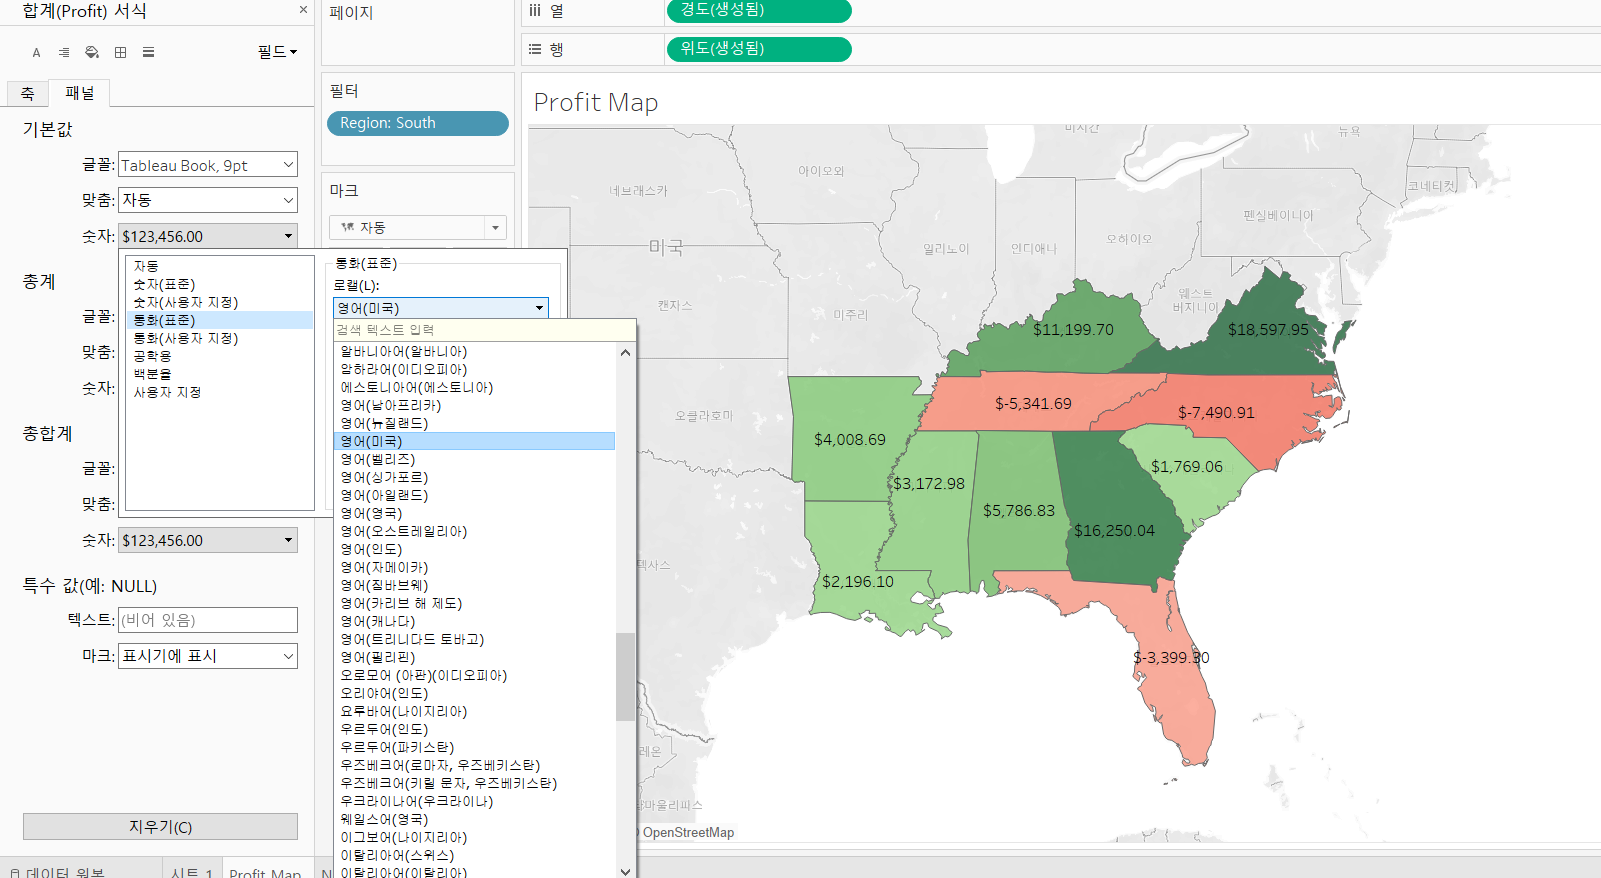 합계(Profit) 서식
필드
축
패널
기본값
글꼴: Tableau Book, 9pt
맞춤: 자동
숫자: $123,456.00
총계
글꼴:
맞춤:
숫자:
총합계
글꼴:
맞춤:
숫자: $123,456.00
특수 값(예: NULL)
텍스트: (비어 있음)
마크: 표시기에 표시
지우기(C)
자동
숫자(표준)
숫자(사용자 지정)
통화(표준)
통화(사용자 지정)
공학용
백분율
사용자 지정
통화(표준)
로캘(L):
영어(미국)
검색 텍스트 입력
알바니아어(알바니아)
암하라어(이디오피아)
에스토니아어(에스토니아)
영어(남아프리카)
영어(뉴질랜드)
영어(미국)
영어(벨리즈)
영어(싱가포르)
영어(아일랜드)
영어(영국)
영어(오스트레일리아)
영어(인도)
영어(자메이카)
영어(짐바브웨)
영어(카리브 해 제도)
영어(캐나다)
영어(트리니다드 토바고)
영어(필리핀)
오로모어 (아판)(이디오피아)
오리야어(인도)
요루바어(나이지리아)
우르두어(인도)
우르두어(파키스탄)
우즈베크어(로마자, 우즈베키스탄)
우즈베크어(키릴 문자, 우즈베키스탄)
우크라이나어(우크라이나)
웨일스어(영국)
이그보어(나이지리아)
이탈리아어(스위스)
이탈리아어(이탈리아)
페이지
필터
Region: South
마크
자동
열
경도(생성됨)
행
위도(생성됨)
Profit Map
미시간
뉴욕
아이오와
네브래스카
코네티컷
펜실베이니아
미국
일리노이
인디애나
오하이오
웨스트
버지니아
캔자스
미주리
$11,199.70
$18,597.95
$-5,341.69
$-7,490.91
오클라호마
$4,008.69
$1,769.06
$3,172.98
$5,786.83
$16,250.04
텍사스
$2,196.10
$-3,399.30
레온
마울리파스
OpenStreetMap
데이터 원본
시트 1
Profit Map
N